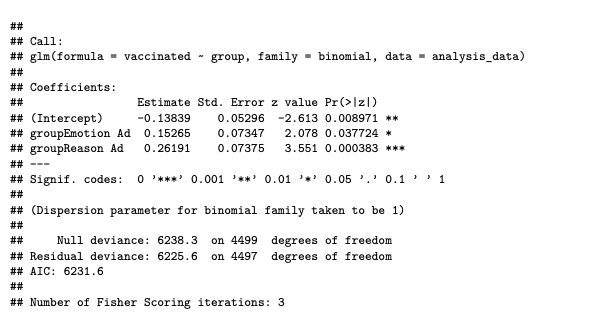 ##
## Call:
## glm(formula = vaccinated ~ group, family = binomial, data = analysis_data)
##
## Coefficients:
##                 Estimate Std. Error z value Pr(>|z|)
## (Intercept)     -0.13839    0.05296  -2.613 0.008971 **
## groupEmotion Ad  0.15265    0.07347   2.078 0.037724 *
## groupReason Ad   0.26191    0.07375   3.551 0.000383 ***
## ---
## Signif. codes:  0 '***' 0.001 '**' 0.01 '*' 0.05 '.' 0.1 ' ' 1
##
## (Dispersion parameter for binomial family taken to be 1)
##
##     Null deviance: 6238.3  on 4499  degrees of freedom
## Residual deviance: 6225.6  on 4497  degrees of freedom
## AIC: 6231.6
##
## Number of Fisher Scoring iterations: 3